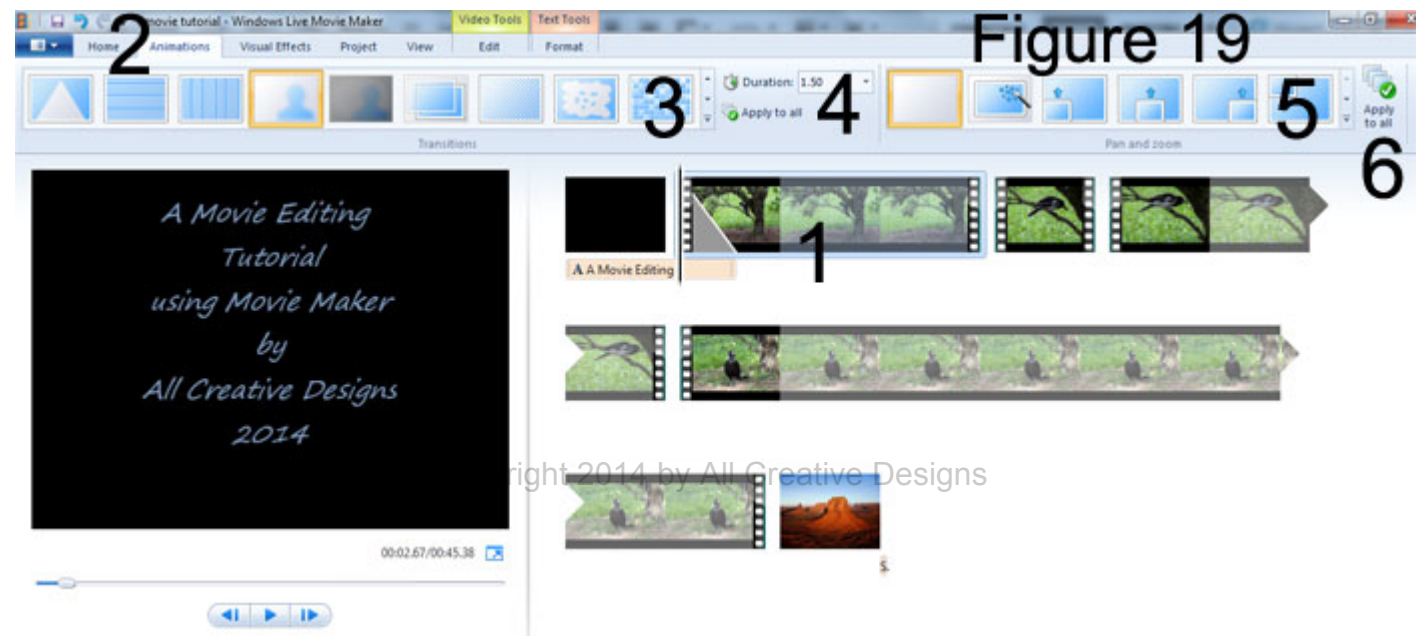 movie tutorial - Windows Live Movie Maker
Video Tools
Text Tools
Home
Animations
Visual Effects
Project
View
Edit
Format
Figure 19
2
3
Duration: 1.50
Apply to all
4
5
Apply
to all
6
Transitions
Pan and zoom
A Movie Editing
Tutorial
using Movie Maker
by
All Creative Designs
2014
1
A A Movie Editing
right 2014 by All Creative Designs
00:02.67/00:45.38
S.